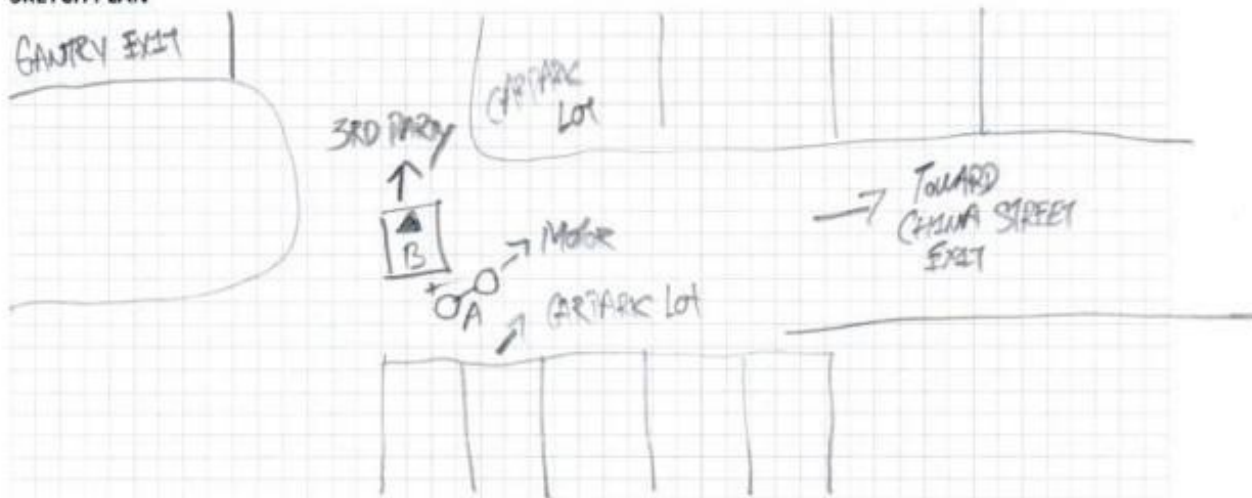 SKETCH PLAN
GANTRY EXIT
CARPARK
LOT
3RD PARTY
TOWARD
CHINA STREET
EXIT
B
MOTOR
A
CARPARK LOT